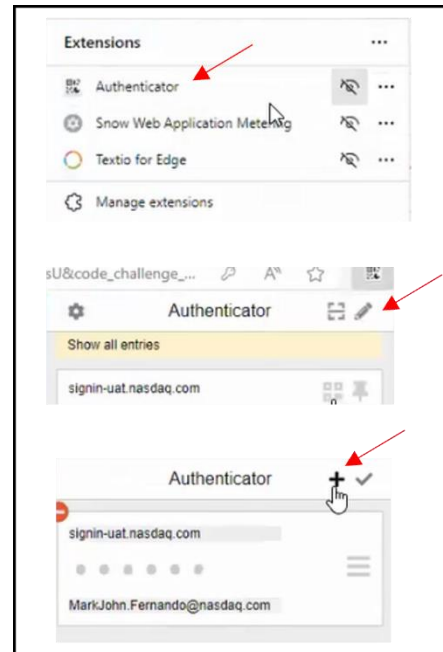 Extensions
Authenticator
Snow Web Application Metering
Textio for Edge
Manage extensions
sU&code_challenge_...
Authenticator
Show all entries
signin-uat.nasdaq.com
Authenticator
signin-uat.nasdaq.com
MarkJohn.Fernando@nasdaq.com